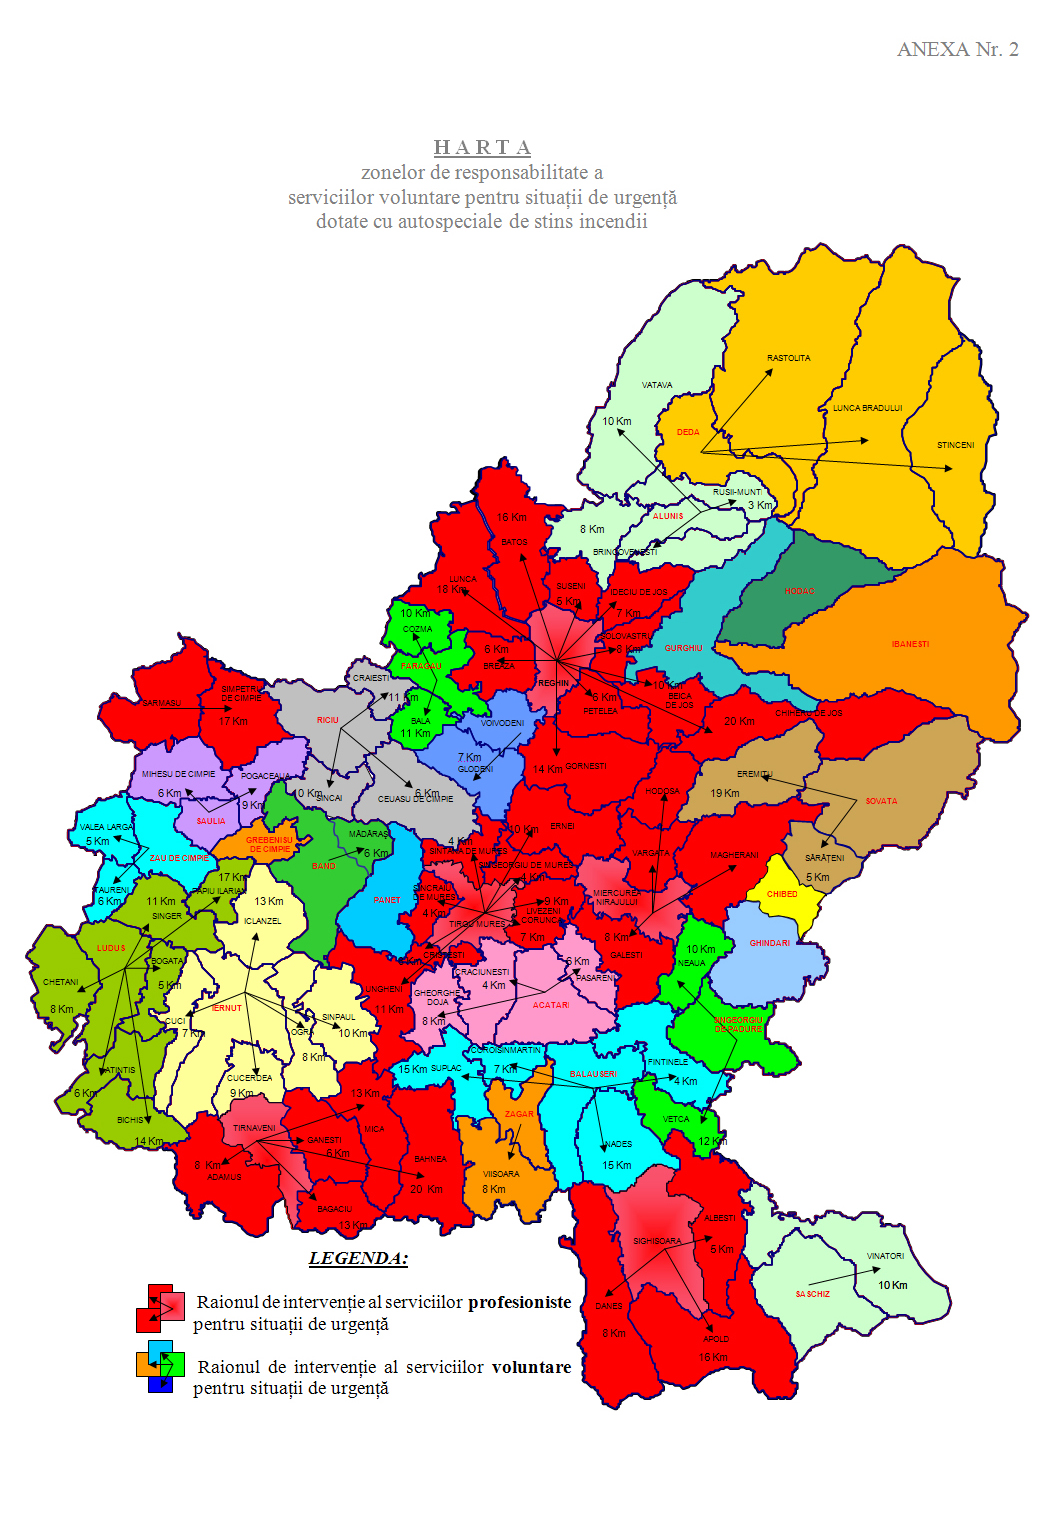 ANEXA Nr. 2
H A R T A
zonelor de responsabilitate a
serviciilor voluntare pentru situații de urgență
dotate cu autospeciale de stins incendii
RASTOLITA
VATAVA
LUNCA BRADULUI
10 Km
DEDA
STINCENI
RUSII-MUNTI
3 Km
16 Km
ALUNIS
8 Km
BATOS
BRINCOVENESTI
LUNCA
18 Km
SUSENI
IDECIU DE JOS
HODAC
5 Km
7 Km
10 Km
COZMA
SOLOVASTRU
IBANESTI
6 Km
8 Km
GURGHIU
FARAGAU
BREAZA
CRAIESTI
REGHIN
10 Km
SARMASU
SIMPETRU
DE CIMPIE
11 Km
6 Km
BEICA
DE JOS
17 Km
RICIU
BALA
VOIVODENI
PETELEA
20 Km
CHIHERU DE JOS
11 Km
7 Km
GLODENI
14 Km
GORNESTI
MIHESU DE CIMPIE
POGACEAUA
EREMITU
6 Km
10 Km
SINCAI
6 Km
CEUASU DE CIMPIE
HODOSA
19 Km
SOVATA
9 Km
SAULIA
VALEA LARGA
5 Km
GREBENISU
DE CIMPIE
MĂDĂRAȘ
10 Km
ERNEI
4 Km
SINTANA DE MURES
VARGATA
MAGHERANI
ZAU DE CIMPIE
BAND
6 Km
SINGEORGIU DE MURES
SĂRĂȚENI
17 Km
4 Km
5 Km
TAURENI
6 Km
PAPIU ILARIAN
13 Km
SINCRAIU
DE MURES
MIERCUREA
NIRAJULUI
CHIBED
11 Km
PANET
9 Km
SINGER
ICLANZEL
4 Km
LIVEZENI
CORUNCA
TIRGU MURES
7 Km
8 Km
GHINDARI
LUDUS
CRISTESTI
GALESTI
10 Km
BOGATA
6 Km
NEAUA
CHETANI
5 Km
UNGHENI
CRACIUNESTI
4 Km
PASARENI
8 Km
IERNUT
GHEORGHE
DOJA
ACATARI
CUCI
7 Km
SINPAUL
11 Km
8 Km
SINGEORGIU
DE PADURE
OGRA
10 Km
8 Km
COROISINMARTIN
ATINTIS
15 Km
SUPLAC
7 Km
BALAUSERI
FINTINELE
CUCERDEA
4 Km
6 Km
9 Km
13 Km
BICHIS
ZAGAR
VETCA
14 Km
TIRNAVENI
GANESTI
MICA
12 Km
6 Km
NADES
BAHNEA
8 Km
ADAMUS
VIISOARA
15 Km
20 Km
8 Km
BAGACIU
13 Km
ALBESTI
SIGHISOARA
5 Km
VINATORI
10 Km
SASCHIZ
DANES
8 Km
APOLD
16 Km
LEGENDA:
Raionul de intervenție al serviciilor profesioniste
pentru situații de urgență
Raionul de intervenție al serviciilor voluntare
pentru situații de urgență